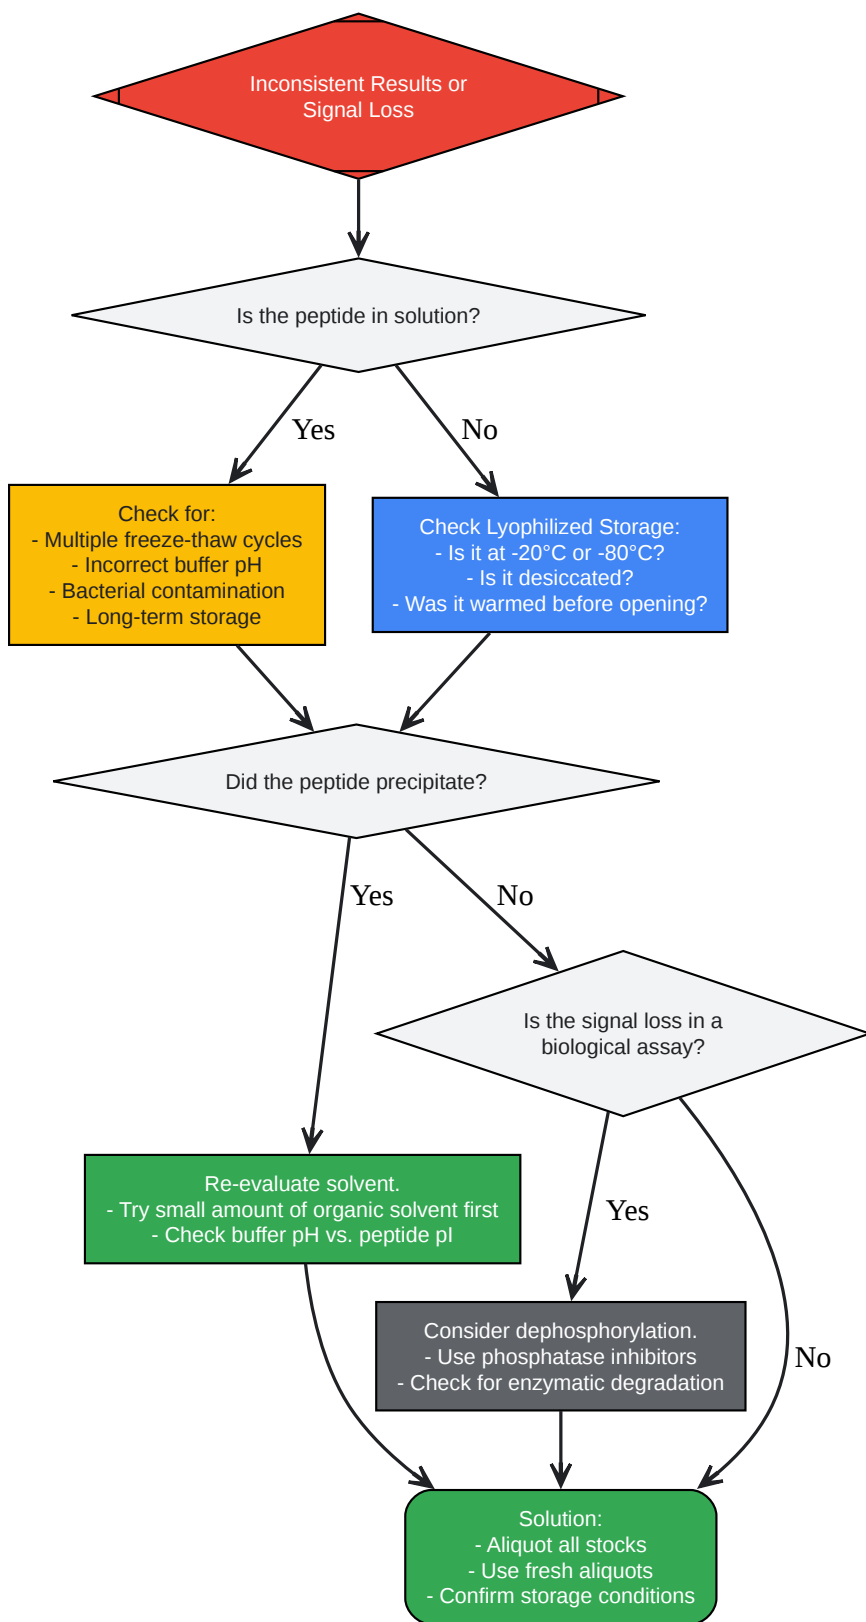 Inconsistent Results or
Signal Loss
Is the peptide in solution?
Yes
No
Check for:
- Multiple freeze-thaw cycles
- Incorrect buffer pH
- Bacterial contamination
- Long-term storage
Check Lyophilized Storage:
- Is it at -20°C or -80°C?
- Is it desiccated?
- Was it warmed before opening?
Did the peptide precipitate?
Yes
No
Is the signal loss in a
biological assay?
Re-evaluate solvent.
- Try small amount of organic solvent first
- Check buffer pH vs. peptide pI
Yes
Consider dephosphorylation.
- Use phosphatase inhibitors
- Check for enzymatic degradation
No
Solution:
- Aliquot all stocks
- Use fresh aliquots
- Confirm storage conditions